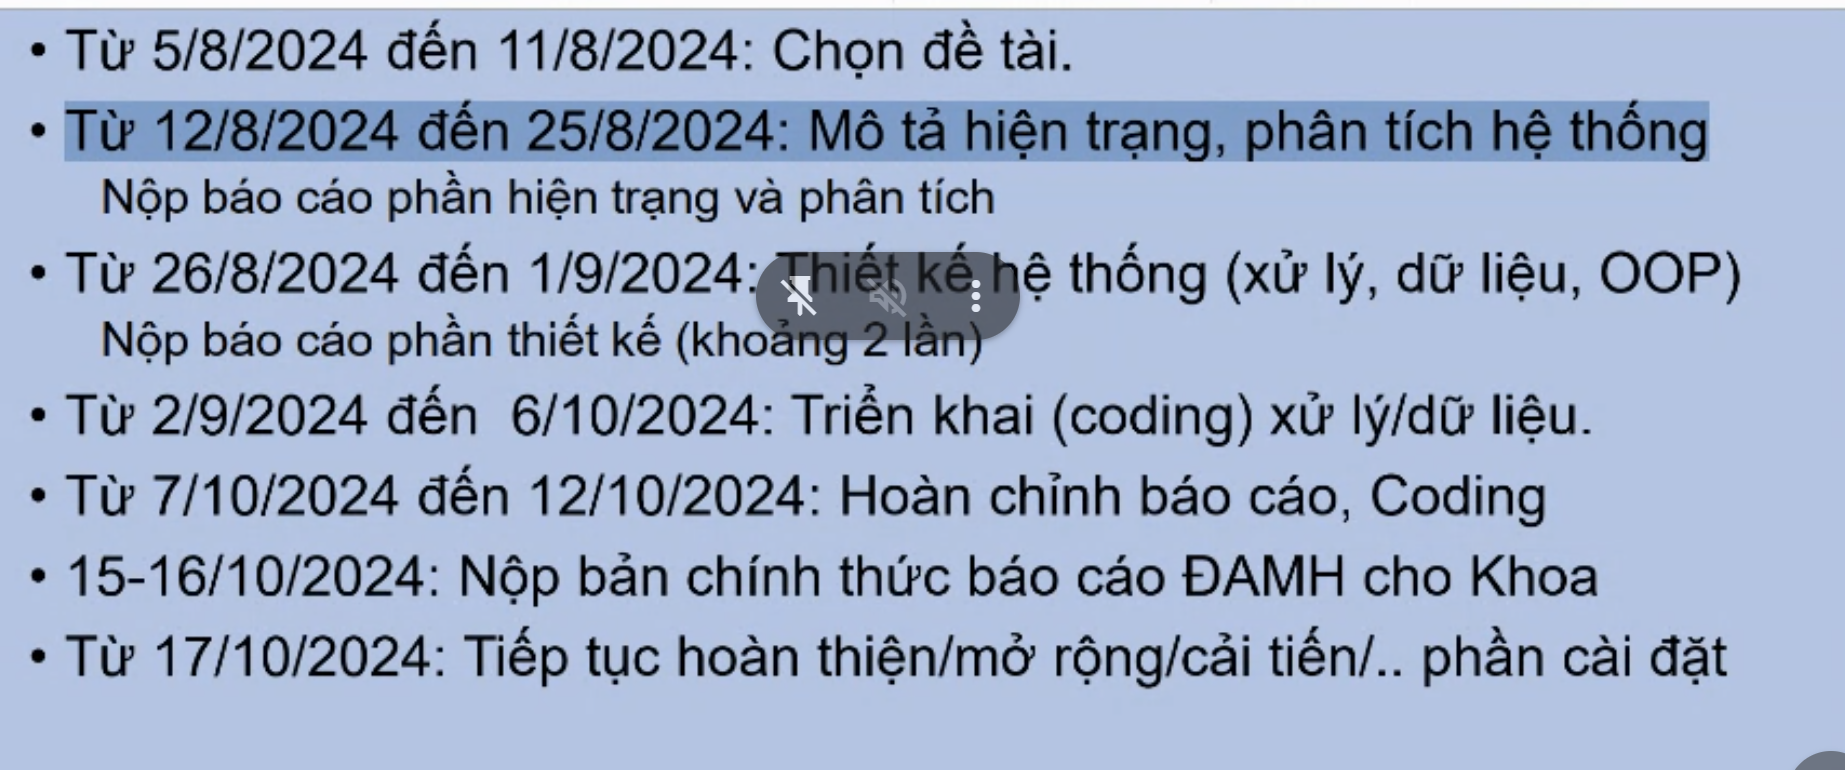 • Từ 5/8/2024 đến 11/8/2024: Chọn đề tài.
• Từ 12/8/2024 đến 25/8/2024: Mô tả hiện trạng, phân tích hệ thống
Nộp báo cáo phần hiện trạng và phân tích
• Từ 26/8/2024 đến 1/9/2024: Thiết kế hệ thống (xử lý, dữ liệu, OOP)
Nộp báo cáo phần thiết kế (khoảng 2 lần)
• Từ 2/9/2024 đến 6/10/2024: Triển khai (coding) xử lý/dữ liệu.
• Từ 7/10/2024 đến 12/10/2024: Hoàn chỉnh báo cáo, Coding
• 15-16/10/2024: Nộp bản chính thức báo cáo ĐAMH cho Khoa
• Từ 17/10/2024: Tiếp tục hoàn thiện/mở rộng/cải tiến/.. phần cài đặt